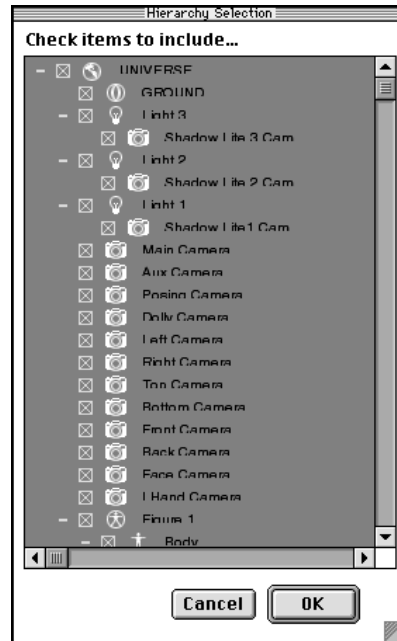 Hierarchy Selection
Check items to include...
UNIVERSE
GROUND
Light 3
Shadow Lite 3 Cam
Light 2
Shadow Lite 2 Cam
Light 1
Shadow Lite1 Cam
Main Camera
Aux Camera
Posing Camera
Dolly Camera
Left Camera
Right Camera
Top Camera
Bottom Camera
Front Camera
Back Camera
Face Camera
LHand Camera
Figure 1
Body
Cancel
OK